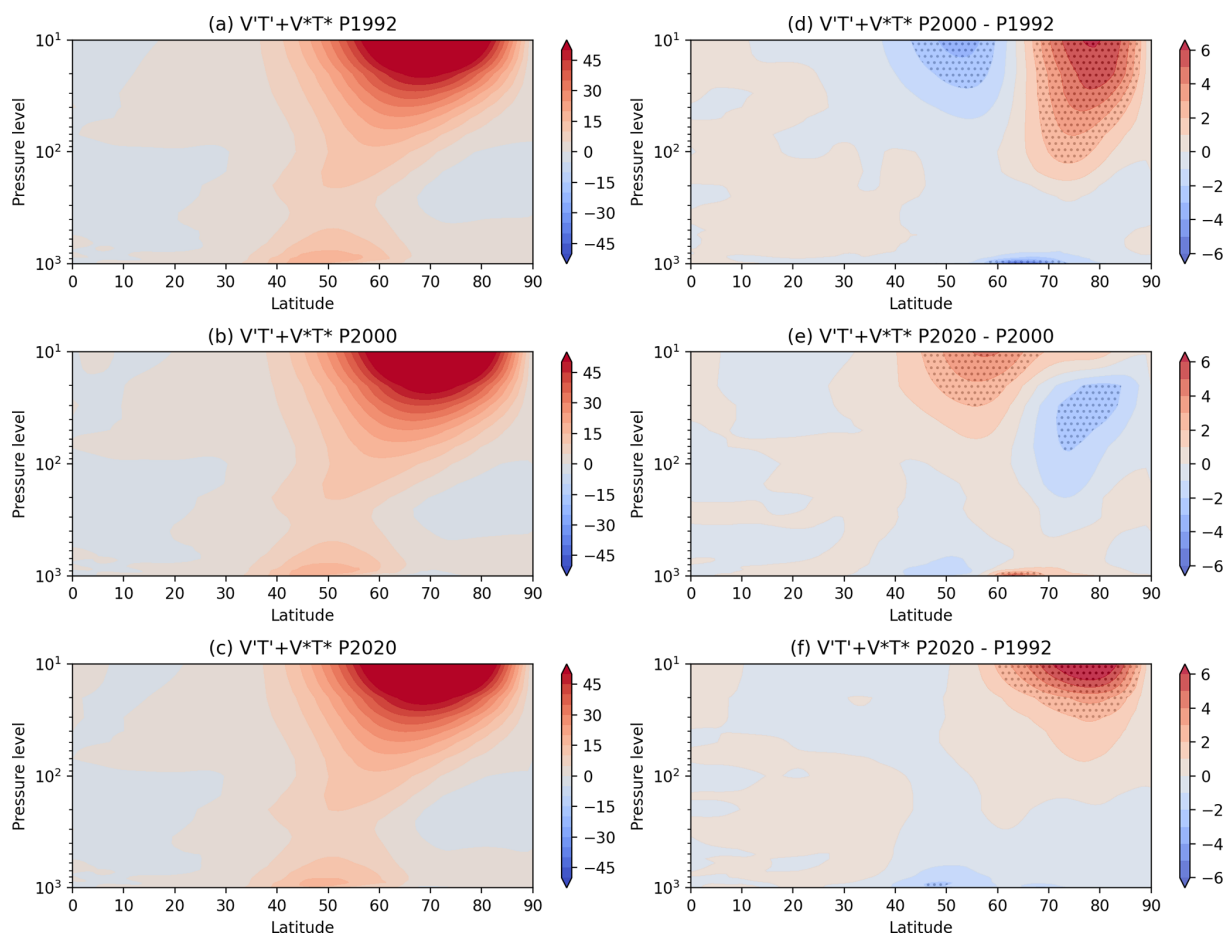 (a) V'T'+V*T* P1992
10¹
10²
10³
Pressure level
0 10 20 30 40 50 60 70 80 90
Latitude
45
30
15
0
−15
−30
−45
(d) V'T'+V*T* P2000 - P1992
10¹
10²
10³
Pressure level
0 10 20 30 40 50 60 70 80 90
Latitude
6
4
2
0
−2
−4
−6
(b) V'T'+V*T* P2000
10¹
10²
10³
Pressure level
0 10 20 30 40 50 60 70 80 90
Latitude
45
30
15
0
−15
−30
−45
(e) V'T'+V*T* P2020 - P2000
10¹
10²
10³
Pressure level
0 10 20 30 40 50 60 70 80 90
Latitude
6
4
2
0
−2
−4
−6
(c) V'T'+V*T* P2020
10¹
10²
10³
Pressure level
0 10 20 30 40 50 60 70 80 90
Latitude
45
30
15
0
−15
−30
−45
(f) V'T'+V*T* P2020 - P1992
10¹
10²
10³
Pressure level
0 10 20 30 40 50 60 70 80 90
Latitude
6
4
2
0
−2
−4
−6